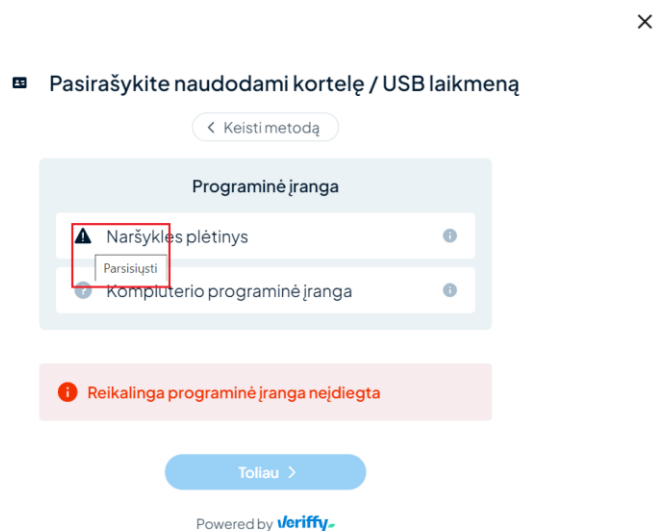 Pasirašykite naudodami kortelę / USB laikmeną
Keisti metodą
Programinė įranga
Naršyklės plėtinys
Parsisiųsti
Kompiuterio programinė įranga
Reikalinga programinė įranga neįdiegta
Toliau
Powered by Veriffy